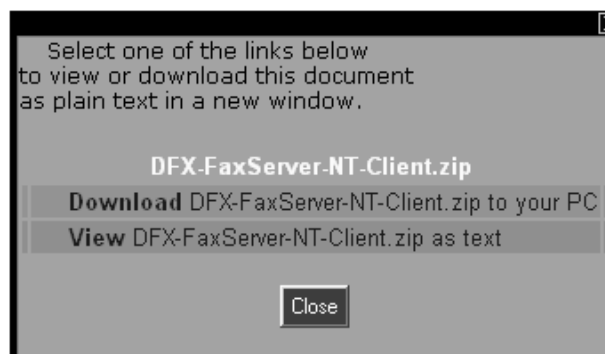 Select one of the links below
to view or download this document
as plain text in a new window.
DFX-FaxServer-NT-Client.zip
Download DFX-FaxServer-NT-Client.zip to your PC
View DFX-FaxServer-NT-Client.zip as text
Close